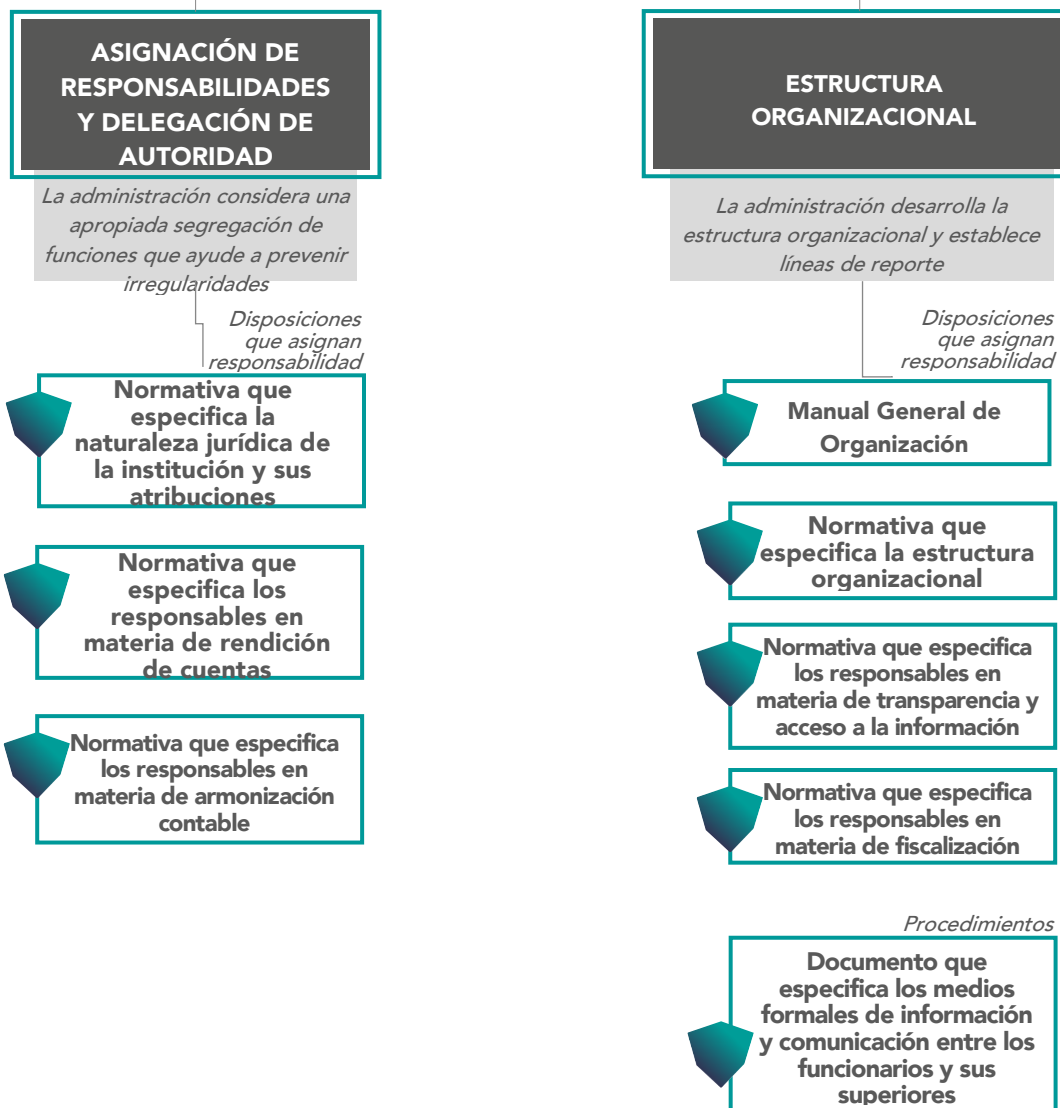 ASIGNACIÓN DE
RESPONSABILIDADES
Y DELEGACIÓN DE
AUTORIDAD
La administración considera una
apropiada segregación de
funciones que ayude a prevenir
irregularidades
Disposiciones
que asignan
responsabilidad
Normativa que
especifica la
naturaleza jurídica de
la institución y sus
atribuciones
Normativa que
especifica los
responsables en
materia de rendición
de cuentas
Normativa que especifica
los responsables en
materia de armonización
contable
ESTRUCTURA
ORGANIZACIONAL
La administración desarrolla la
estructura organizacional y establece
líneas de reporte
Disposiciones
que asignan
responsabilidad
Manual General de
Organización
Normativa que
especifica la estructura
organizacional
Normativa que especifica
los responsables en
materia de transparencia y
acceso a la información
Normativa que especifica
los responsables en
materia de fiscalización
Procedimientos
Documento que
especifica los medios
formales de información
y comunicación entre los
funcionarios y sus
superiores